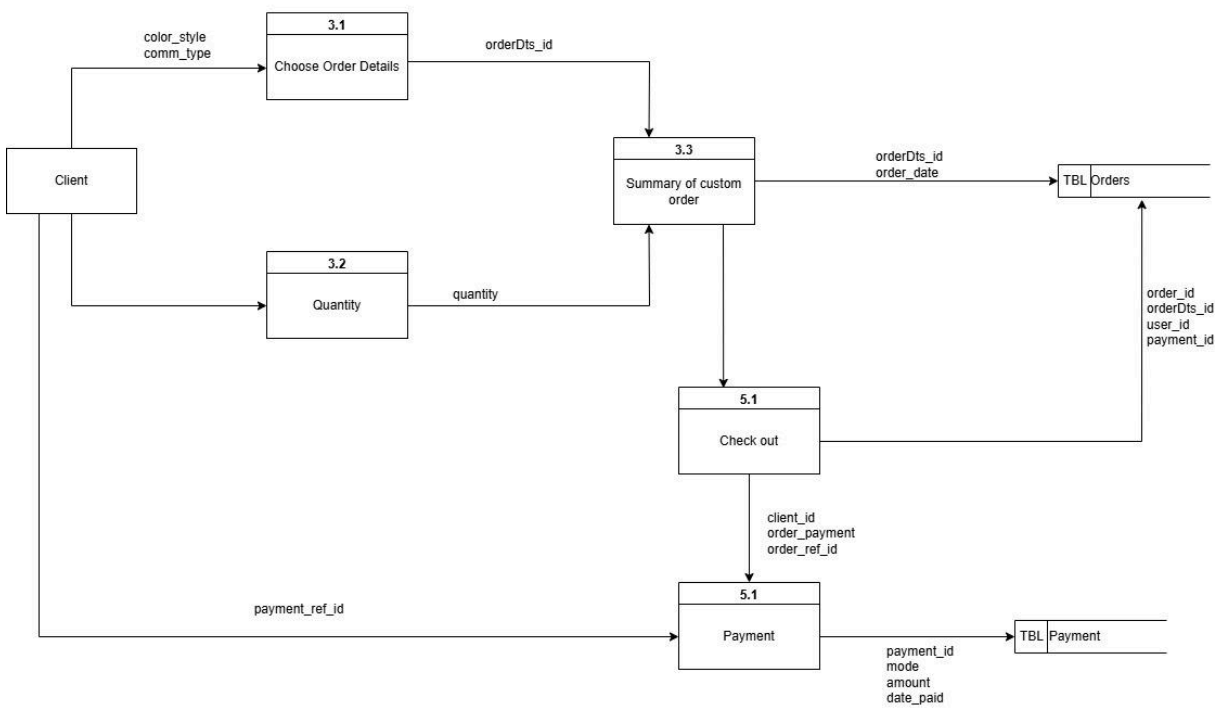 3.1
color_style
comm_type
Choose Order Details
orderDts_id
Client
3.3
Summary of custom
order
orderDts_id
order_date
TBL Orders
3.2
Quantity
quantity
order_id
orderDts_id
user_id
payment_id
5.1
Check out
client_id
order_payment
order_ref_id
payment_ref_id
5.1
Payment
TBL Payment
payment_id
mode
amount
date_paid